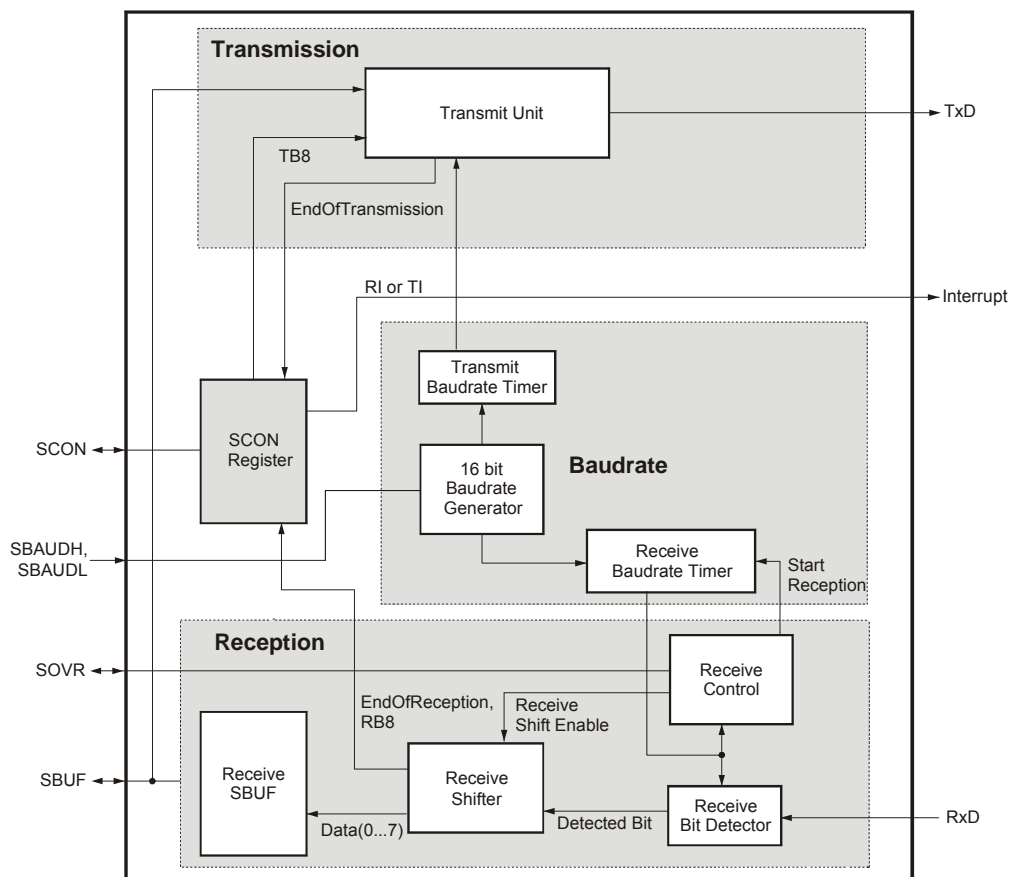 Transmission
Transmit Unit
TxD
TB8
EndOfTransmission
RI or TI
Interrupt
Transmit
Baudrate Timer
SCON
SCON
Register
16 bit
Baudrate
Generator
Baudrate
SBAUDH,
SBAUDL
Receive
Baudrate Timer
Start
Reception
Reception
SOVR
Receive
Control
EndOfReception,
RB8
Receive
Shift Enable
SBUF
Receive
SBUF
Receive
Shifter
Data(0...7)
Detected Bit
Receive
Bit Detector
RxD